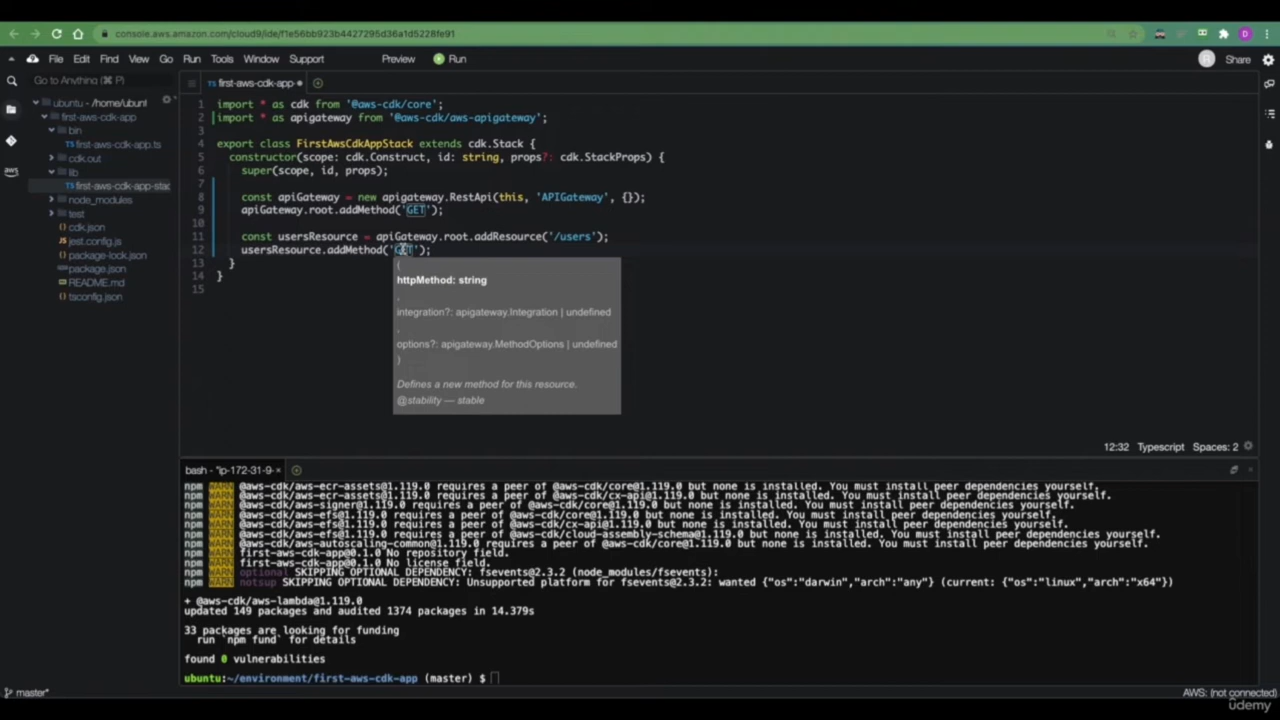 console.aws.amazon.com/cloud9/ide/f1e56bb923b4427295d36a1d5228fe91
D
File Edit Find View Go Run Tools Window Support Preview Run
R Share
Go to Anything (⌘ P)
first-aws-cdk-app
ubuntu - /home/ubunt
first-aws-cdk-app
bin
first-aws-cdk-app.ts
cdk.out
lib
first-aws-cdk-app-stac
node_modules
test
cdk.json
jest.config.js
package-lock.json
package.json
README.md
tsconfig.json
aws
1 import * as cdk from '@aws-cdk/core';
2 import * as apigateway from '@aws-cdk/aws-apigateway';
3
4 export class FirstAwsCdkAppStack extends cdk.Stack {
5 constructor(scope: cdk.Construct, id: string, props?: cdk.StackProps) {
6 super(scope, id, props);
7
8 const apiGateway = new apigateway.RestApi(this, 'APIGateway', {});
9 apiGateway.root.addMethod('GET');
10
11 const usersResource = apiGateway.root.addResource('/users');
12 usersResource.addMethod('GET');
13 }
14 }
15
(
httpMethod: string
,
integration?: apigateway.Integration | undefined
,
options?: apigateway.MethodOptions | undefined
)
Defines a new method for this resource.
@stability — stable
12:32 Typescript Spaces: 2
bash - "ip-172-31-9-
npm WARN @aws-cdk/aws-ecr-assets@1.119.0 requires a peer of @aws-cdk/core@1.119.0 but none is installed. You must install peer dependencies yourself.
npm WARN @aws-cdk/aws-ecr-assets@1.119.0 requires a peer of @aws-cdk/cx-api@1.119.0 but none is installed. You must install peer dependencies yourself.
npm WARN @aws-cdk/aws-signer@1.119.0 requires a peer of @aws-cdk/core@1.119.0 but none is installed. You must install peer dependencies yourself.
npm WARN @aws-cdk/aws-efs@1.119.0 requires a peer of @aws-cdk/core@1.119.0 but none is installed. You must install peer dependencies yourself.
npm WARN @aws-cdk/aws-efs@1.119.0 requires a peer of @aws-cdk/cx-api@1.119.0 but none is installed. You must install peer dependencies yourself.
npm WARN @aws-cdk/aws-efs@1.119.0 requires a peer of @aws-cdk/cloud-assembly-schema@1.119.0 but none is installed. You must install peer dependencies yourself.
npm WARN @aws-cdk/aws-autoscaling-common@1.119.0 requires a peer of @aws-cdk/core@1.119.0 but none is installed. You must install peer dependencies yourself.
npm WARN first-aws-cdk-app@0.1.0 No repository field.
npm WARN first-aws-cdk-app@0.1.0 No license field.
npm WARN optional SKIPPING OPTIONAL DEPENDENCY: fsevents@2.3.2 (node_modules/fsevents):
npm WARN notsup SKIPPING OPTIONAL DEPENDENCY: Unsupported platform for fsevents@2.3.2: wanted {"os":"darwin","arch":"any"} (current: {"os":"linux","arch":"x64"})
+ @aws-cdk/aws-lambda@1.119.0
updated 149 packages and audited 1374 packages in 14.379s
33 packages are looking for funding
run `npm fund` for details
found 0 vulnerabilities
ubuntu:~/environment/first-aws-cdk-app (master) $
master*
AWS: (not connected)
ûdemy